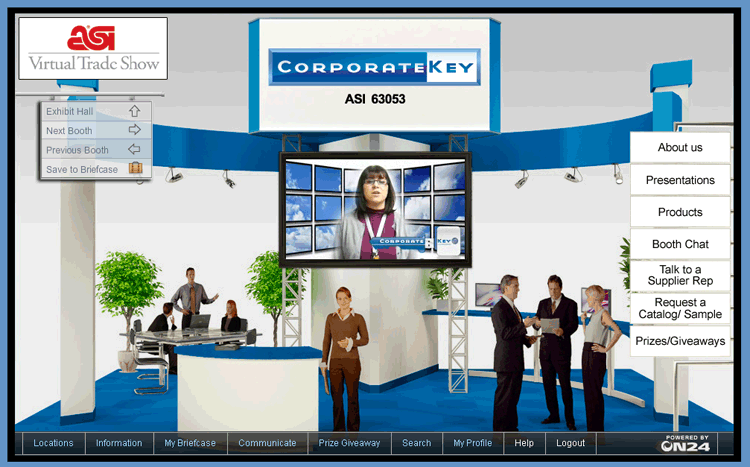 asi
Virtual Trade Show
CORPORATEKEY
ASI 63053
Exhibit Hall
Next Booth
Previous Booth
Save to Briefcase
CORPORATE KEY
About us
Presentations
Products
Booth Chat
Talk to a
Supplier Rep
Request a
Catalog/ Sample
Prizes/Giveaways
Locations
Information
My Briefcase
Communicate
Prize Giveaway
Search
My Profile
Help
Logout
POWERED BY
ON24